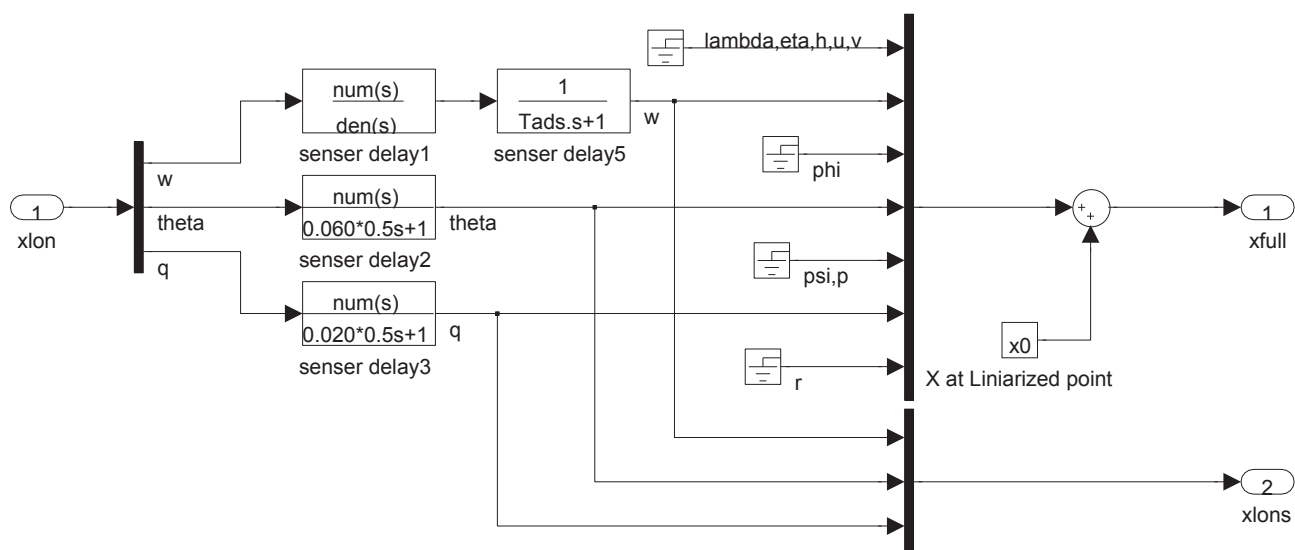 lambda,eta,h,u,v
num(s)
den(s)
senser delay1
1
Tads.s+1
senser delay5
w
w
phi
1
xlon
theta
num(s)
0.060*0.5s+1
senser delay2
theta
1
xfull
q
psi,p
num(s)
0.020*0.5s+1
senser delay3
q
x0
X at Liniarized point
r
2
xlons